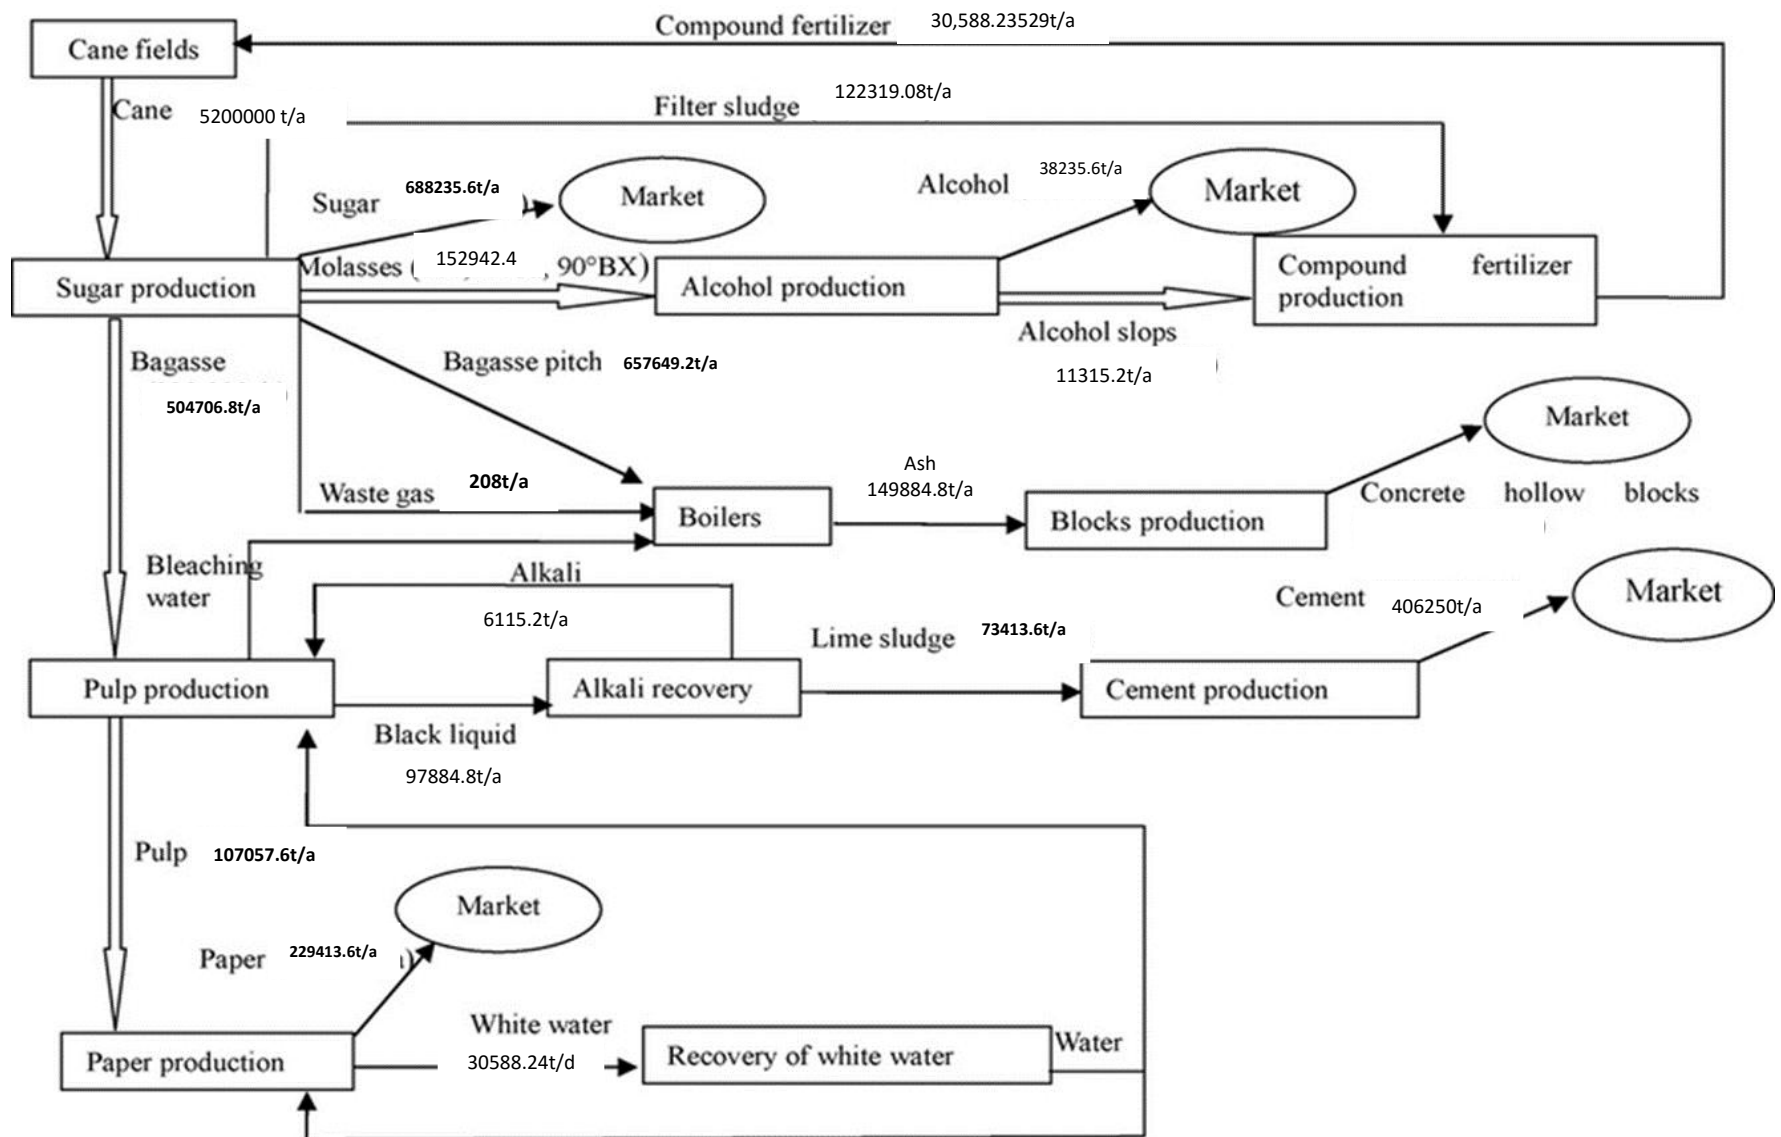 Compound fertilizer 30,588.23529t/a
Cane fields
Cane 5200000 t/a
Filter sludge 122319.08t/a
Sugar 688235.6t/a )
Market
Alcohol 38235.6t/a
Market
Molasses ( 152942.4 , 90°BX)
Sugar production
Alcohol production
Compound fertilizer
production
Alcohol slops
11315.2t/a )
Bagasse
504706.8t/a
Bagasse pitch 657649.2t/a
Market
Waste gas 208t/a
Boilers
Ash
149884.8t/a
Blocks production
Concrete hollow blocks
Bleaching
water
Alkali
6115.2t/a
Lime sludge 73413.6t/a
Cement 406250t/a
Market
Pulp production
Alkali recovery
Cement production
Black liquid
97884.8t/a
Pulp 107057.6t/a
Market
Paper 229413.6t/a )
White water
30588.24t/d
Paper production
Recovery of white water
Water